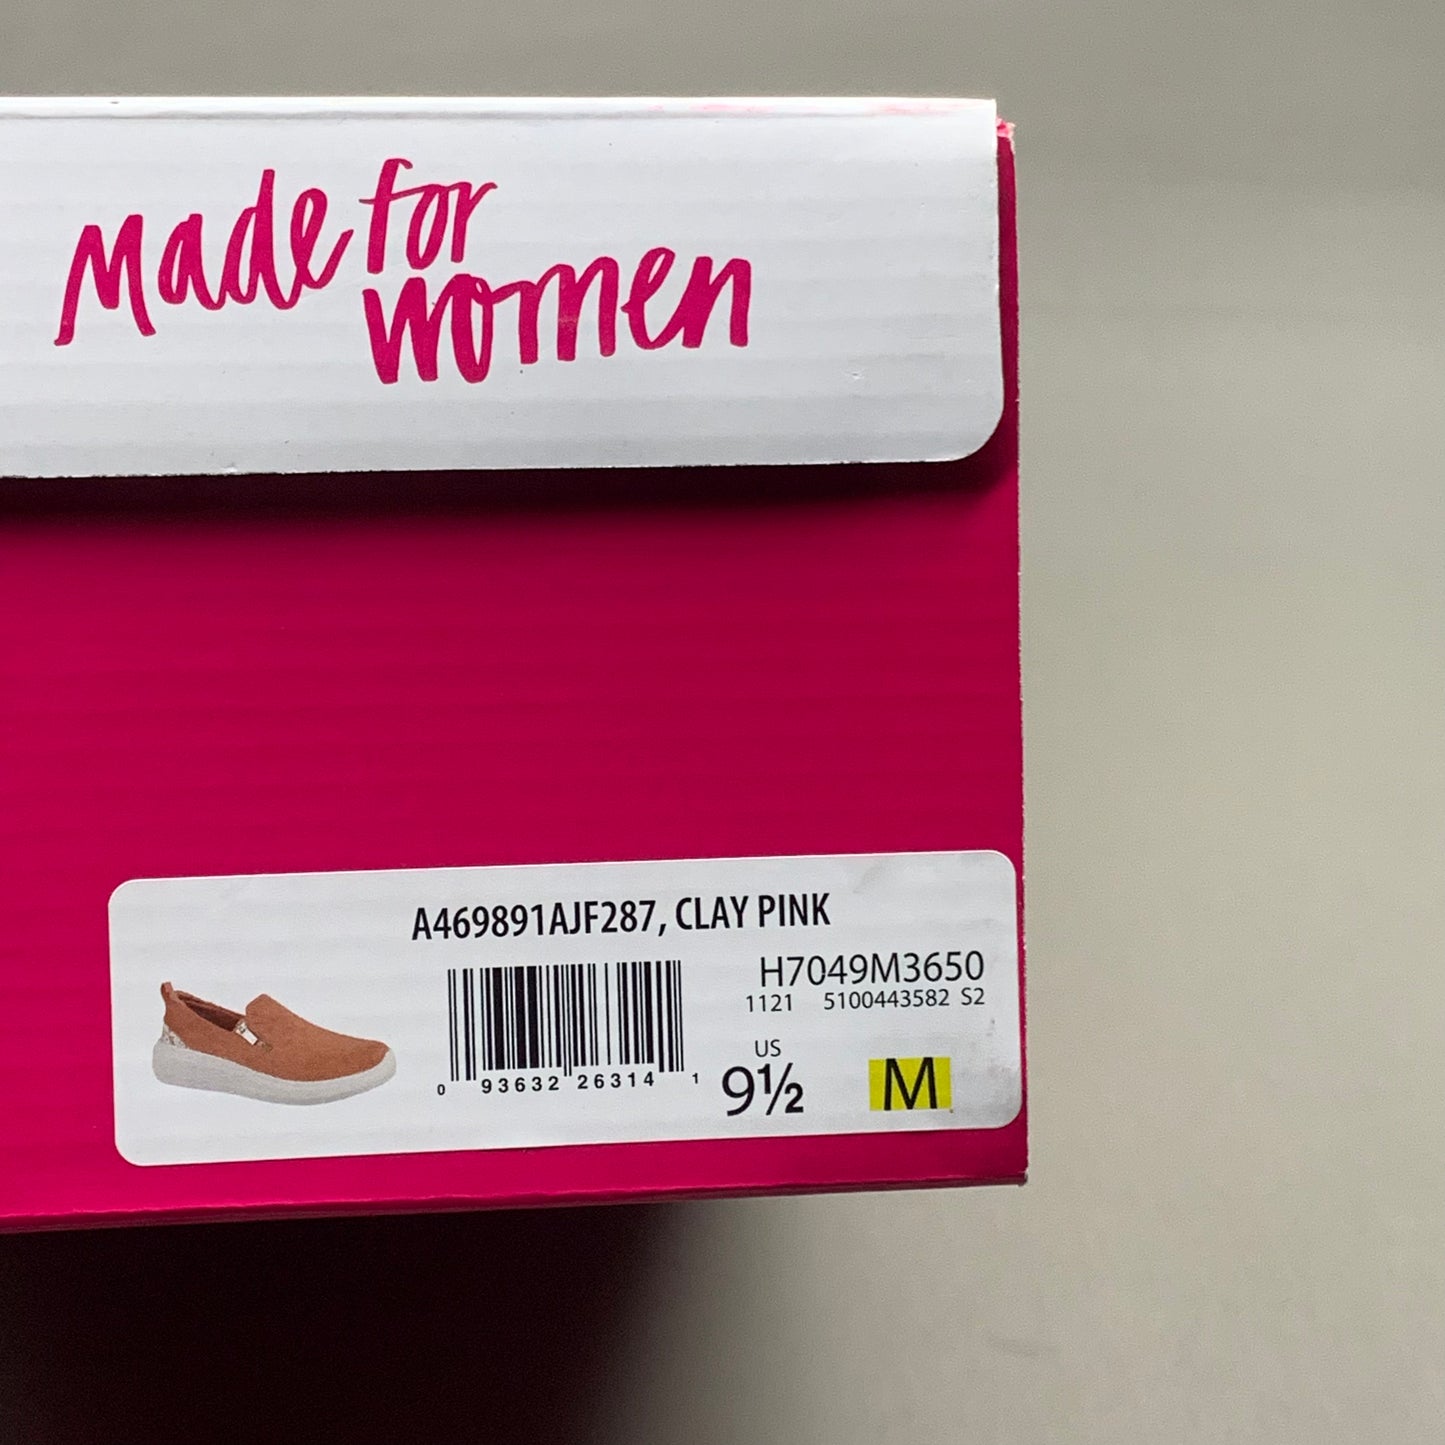 Made for
women
A469891AJF287, CLAY PINK
H7049M3650
1121 5100443582 S2
0 93632 26314 1
US
9½ M